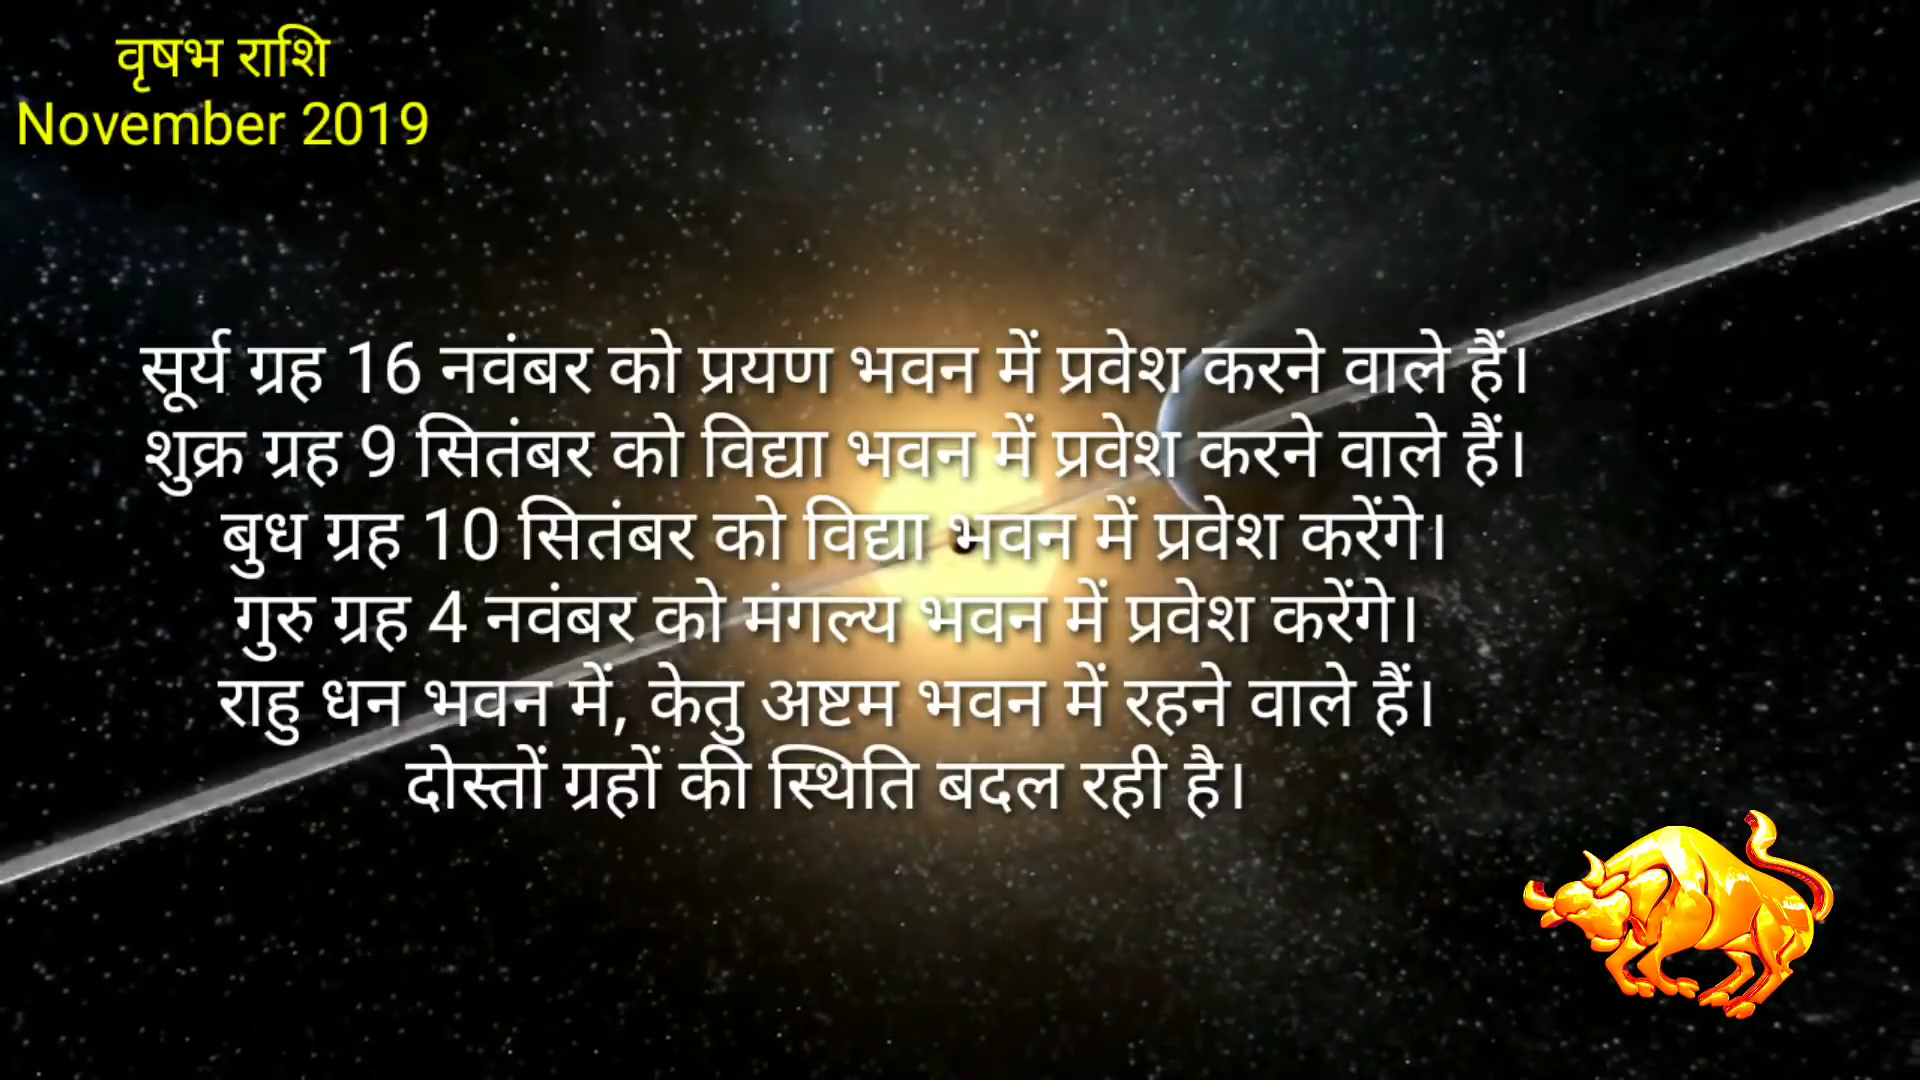 वृषभ राशि
November 2019
सूर्य ग्रह 16 नवंबर को प्रयण भवन में प्रवेश करने वाले हैं।
शुक्र ग्रह 9 सितंबर को विद्या भवन में प्रवेश करने वाले हैं।
बुध ग्रह 10 सितंबर को विद्या भवन में प्रवेश करेंगे।
गुरु ग्रह 4 नवंबर को मंगल्य भवन में प्रवेश करेंगे।
राहु धन भवन में, केतु अष्टम भवन में रहने वाले हैं।
दोस्तों ग्रहों की स्थिति बदल रही है।